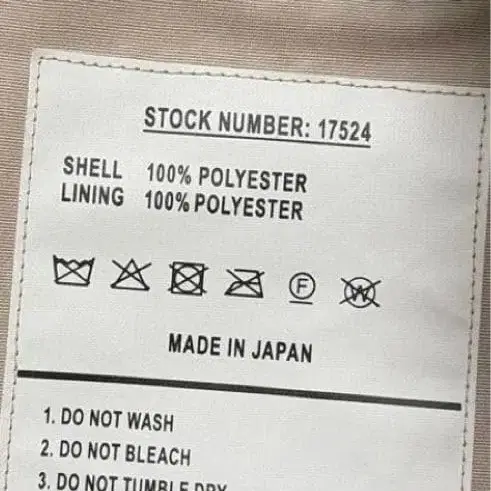 STOCK NUMBER: 17524
SHELL 100% POLYESTER
LINING 100% POLYESTER
F W
MADE IN JAPAN
1. DO NOT WASH
2. DO NOT BLEACH
3. DO NOT TUMBLE DRY